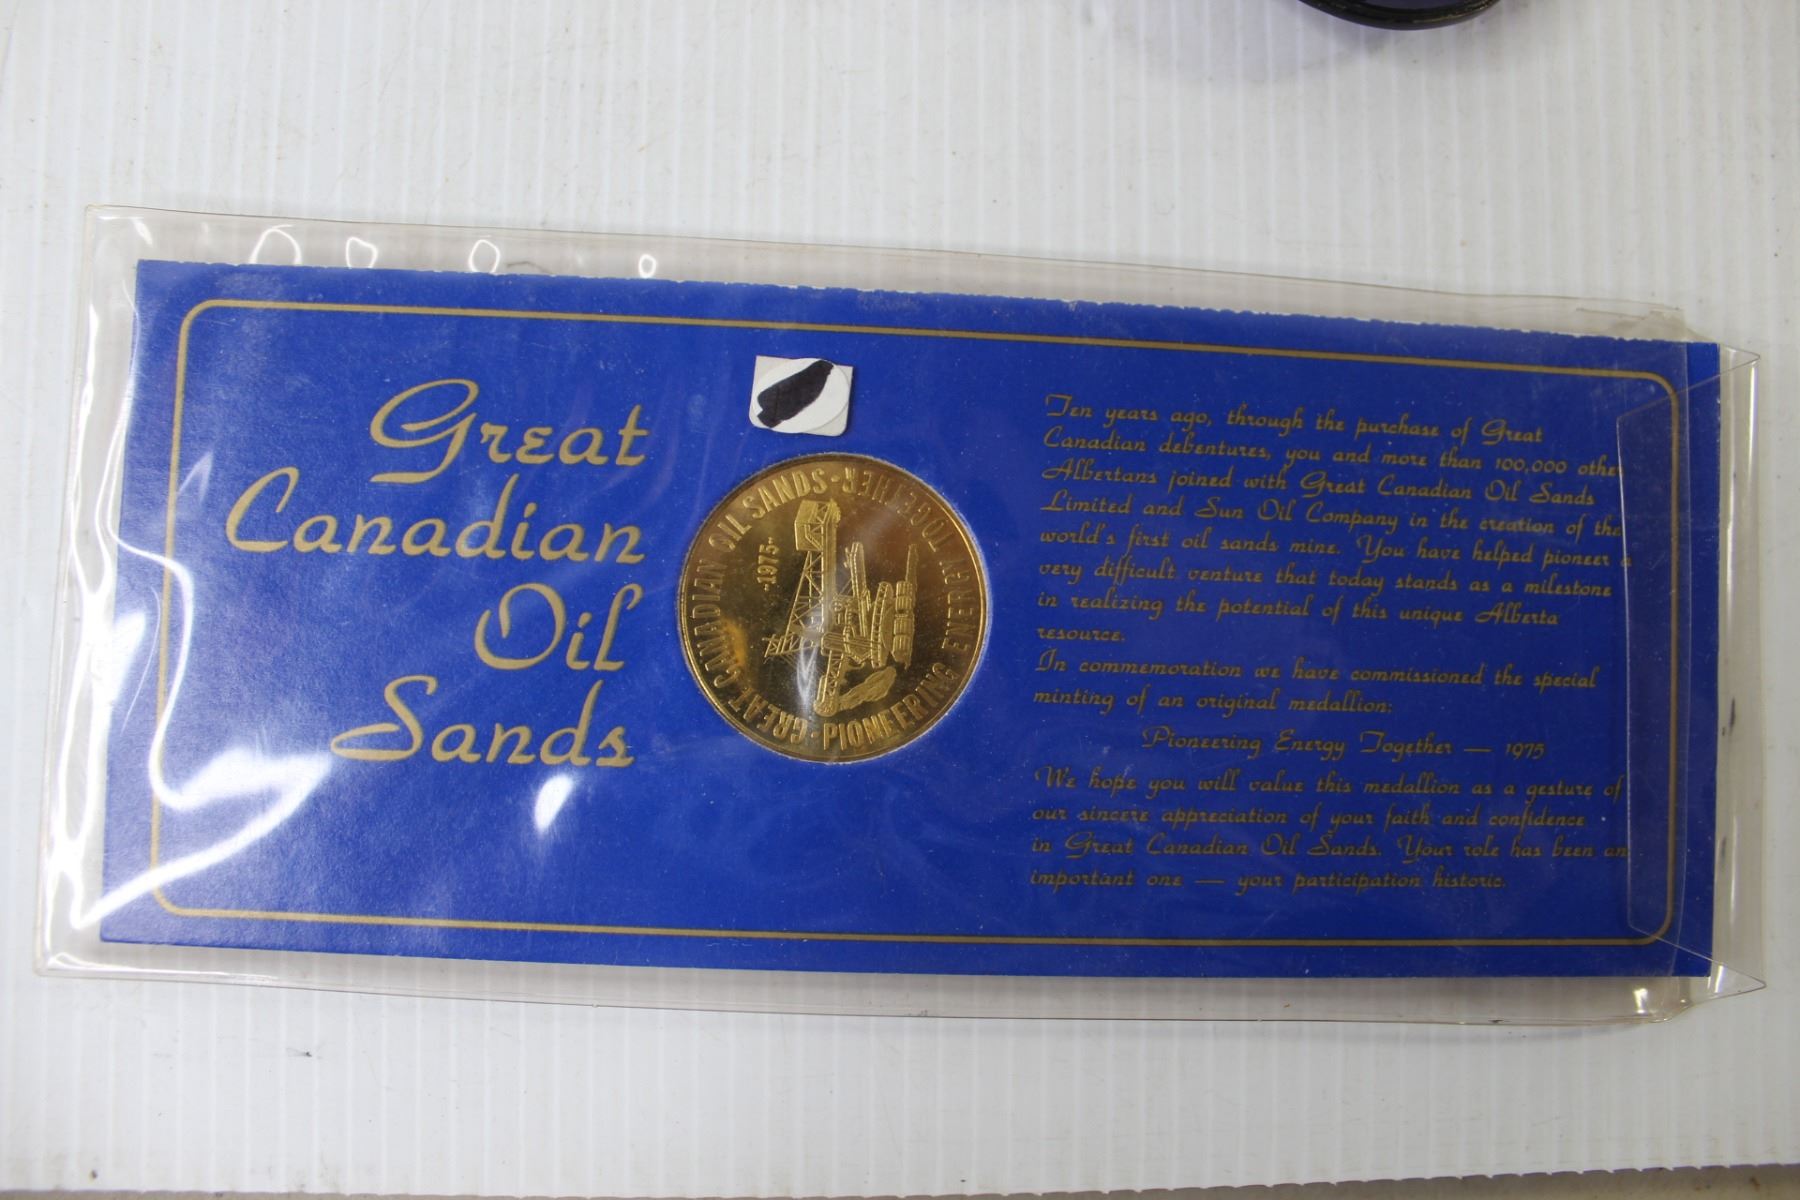 Great
Canadian
Oil
Sands
GREAT CANADIAN OIL SANDS · PIONEERING ENERGY TOGETHER ·
-1975-
Ten years ago, through the purchase of Great
Canadian debentures, you and more than 100,000 other
Albertans joined with Great Canadian Oil Sands
Limited and Sun Oil Company in the creation of the
world's first oil sands mine. You have helped pioneer a
very difficult venture that today stands as a milestone
in realizing the potential of this unique Alberta
resource.
In commemoration we have commissioned the special
minting of an original medallion:
Pioneering Energy Together — 1975
We hope you will value this medallion as a gesture of
our sincere appreciation of your faith and confidence
in Great Canadian Oil Sands. Your role has been an
important one — your participation historic.